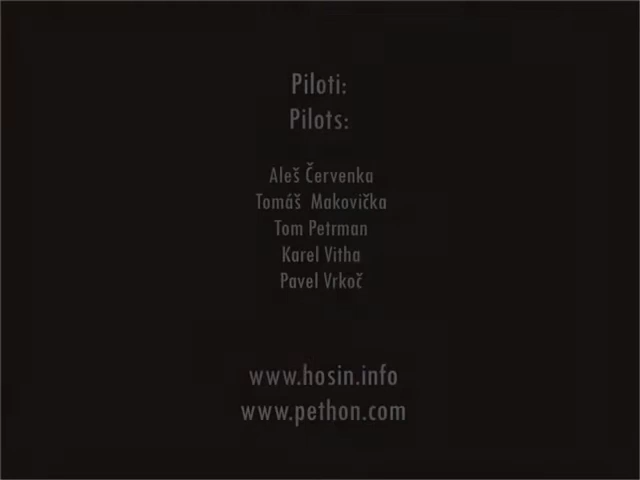 Piloti:
Pilots:
Aleš Červenka
Tomáš Makovička
Tom Petrman
Karel Vitha
Pavel Vrkoč
www.hosin.info
www.pethon.com